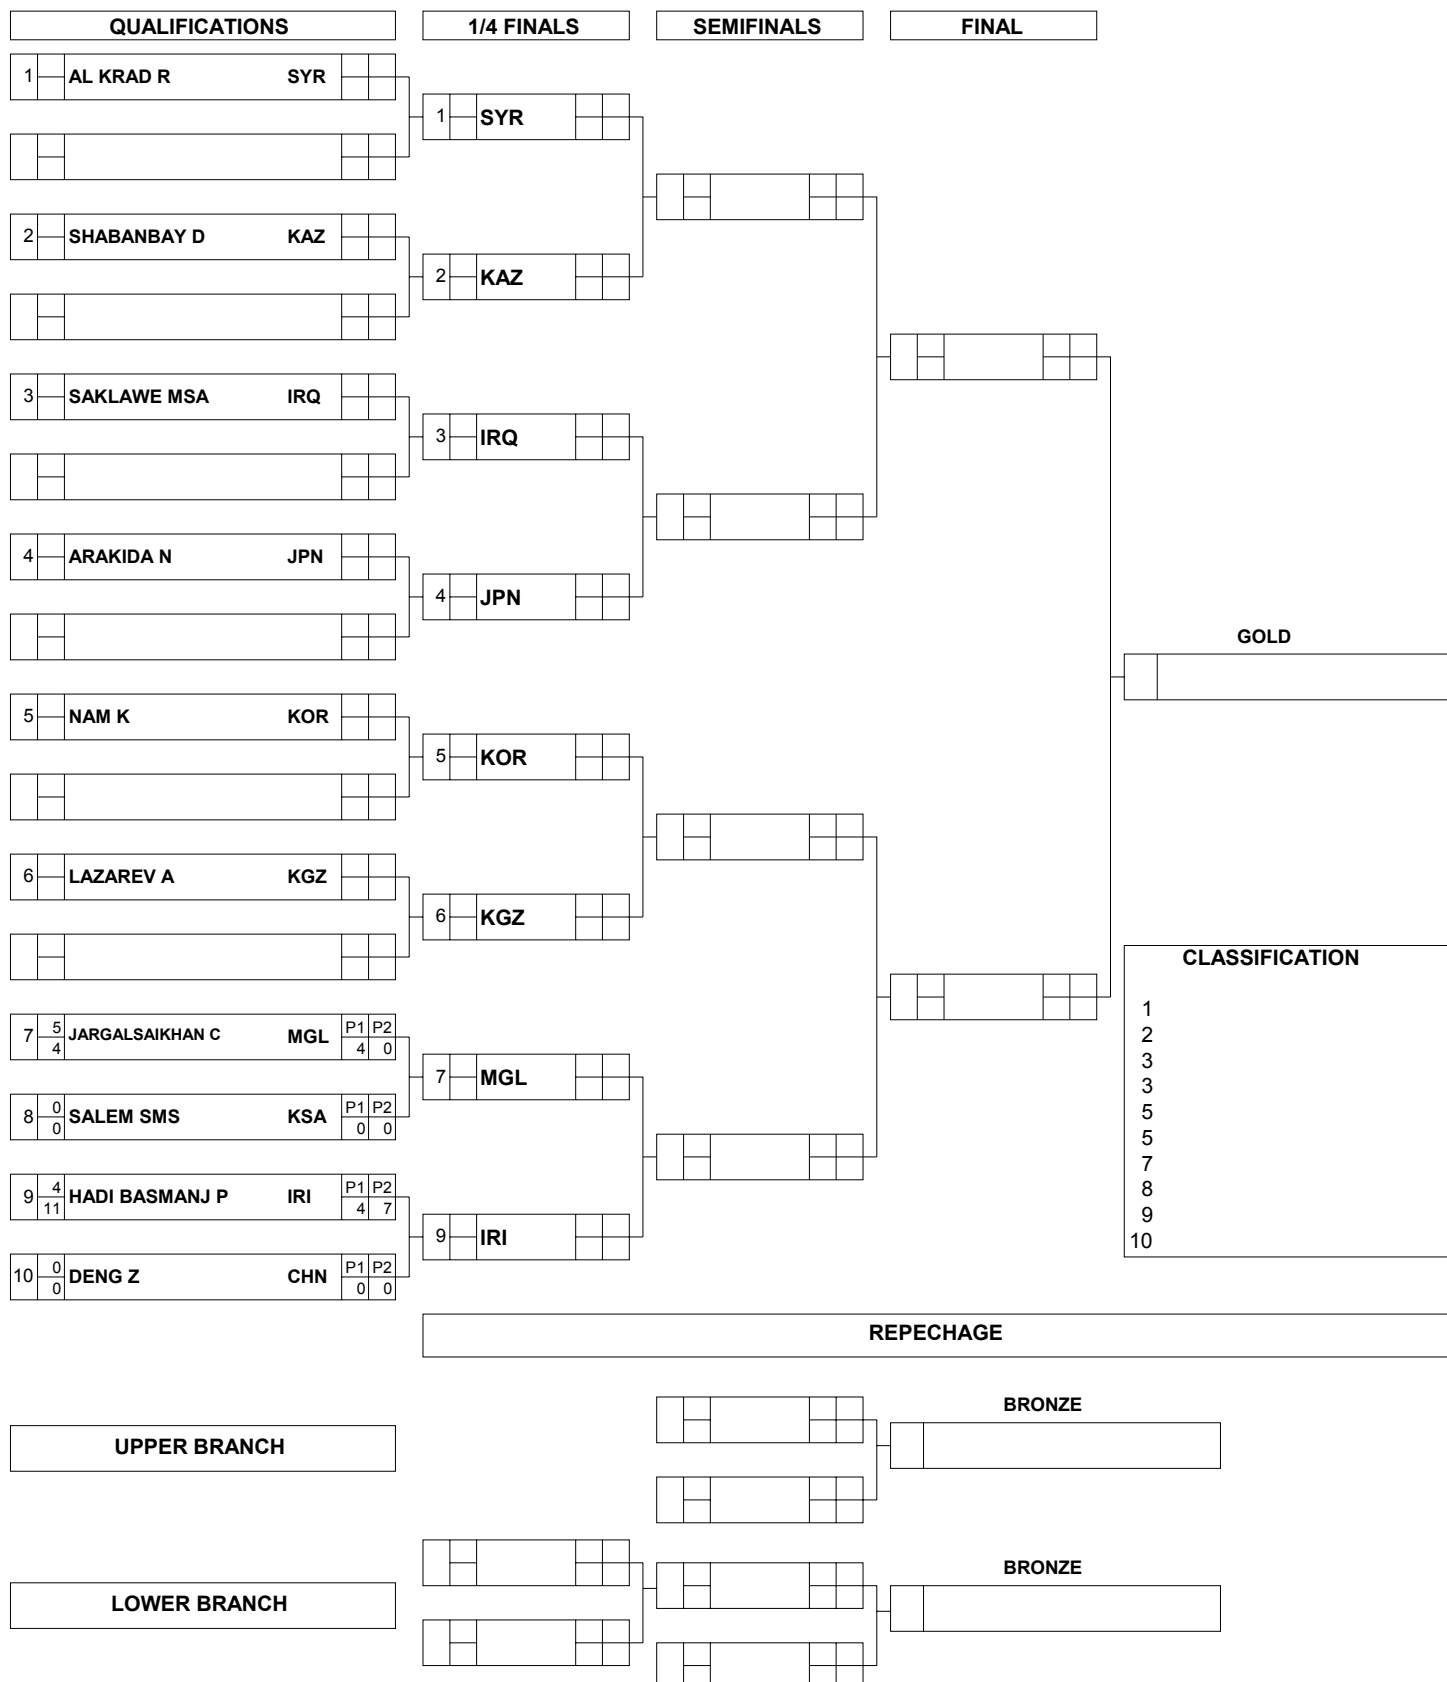 QUALIFICATIONS 1/4 FINALS SEMIFINALS FINAL
1 AL KRAD R SYR
1 SYR
2 SHABANBAY D KAZ
2 KAZ
3 SAKLAWE MSA IRQ
3 IRQ
4 ARAKIDA N JPN
4 JPN
GOLD
5 NAM K KOR
5 KOR
6 LAZAREV A KGZ
6 KGZ
CLASSIFICATION
1
2
3
3
5
5
7
8
9
10
7 5 4 JARGALSAIKHAN C MGL P1 P2 4 0
7 MGL
8 0 0 SALEM SMS KSA P1 P2 0 0
9 4 11 HADI BASMANJ P IRI P1 P2 4 7
9 IRI
10 0 0 DENG Z CHN P1 P2 0 0
REPECHAGE
BRONZE
UPPER BRANCH
BRONZE
LOWER BRANCH